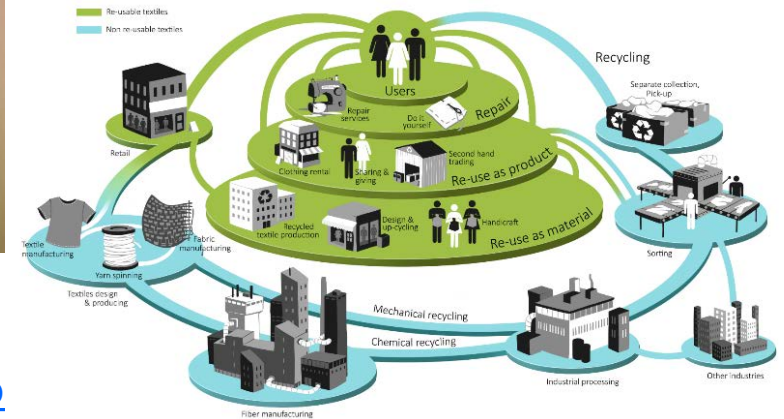 Re-usable textiles
Non re-usable textiles
Recycling
Users
Separate collection,
Pick-up
Repair
services
Do it
yourself
Repair
Retail
Clothing rental
Sharing &
giving
Second hand
trading
Re-use as product
Recycled
textile production
Design &
up-cycling
Handicraft
Re-use as material
Textile
manufacturing
Fabric
manufacturing
Yarn spinning
Textiles design
& producing
Sorting
Mechanical recycling
Chemical recycling
Industrial processing
Other industries
Fiber manufacturing